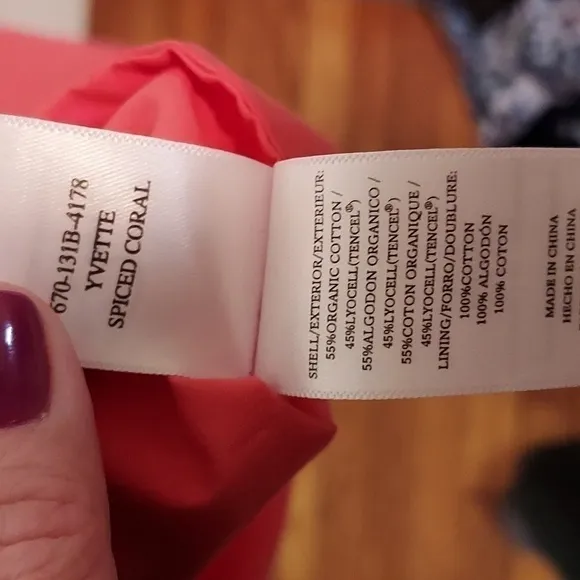 670-131B-4178
YVETTE
SPICED CORAL
SHELL/EXTERIOR/EXTERIEUR:
55%ORGANIC COTTON /
45%LYOCELL(TENCEL®)
55%ALGODON ORGANICO /
45%LYOCELL(TENCEL®)
55%COTON ORGANIQUE /
45%LYOCELL(TENCEL®)
LINING/FORRO/DOUBLURE:
100%COTTON
100% ALGODÓN
100% COTON
MADE IN CHINA
HECHO EN CHINA